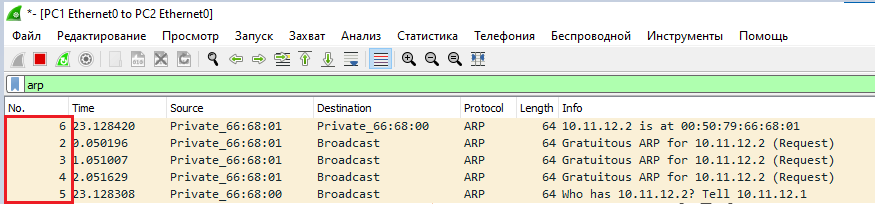 *- [PC1 Ethernet0 to PC2 Ethernet0]
Файл Редактирование Просмотр Запуск Захват Анализ Статистика Телефония Беспроводной Инструменты Помощь
arp
No. Time Source Destination Protocol Length Info
6 23.128420 Private_66:68:01 Private_66:68:00 ARP 64 10.11.12.2 is at 00:50:79:66:68:01
2 0.050196 Private_66:68:01 Broadcast ARP 64 Gratuitous ARP for 10.11.12.2 (Request)
3 1.051007 Private_66:68:01 Broadcast ARP 64 Gratuitous ARP for 10.11.12.2 (Request)
4 2.051629 Private_66:68:01 Broadcast ARP 64 Gratuitous ARP for 10.11.12.2 (Request)
5 23.128308 Private_66:68:00 Broadcast ARP 64 Who has 10.11.12.2? Tell 10.11.12.1